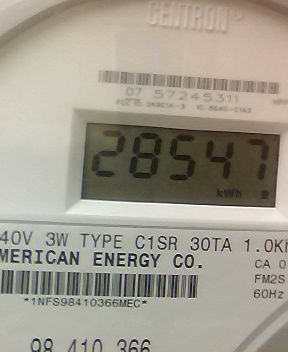 CENTRON®
07 57245311
28547
kWh
40V 3W TYPE C1SR 30TA 1.0Kh
MERICAN ENERGY CO.
CA 0
FM2S
*1NFS98410366MEC*
60Hz
98 410 366